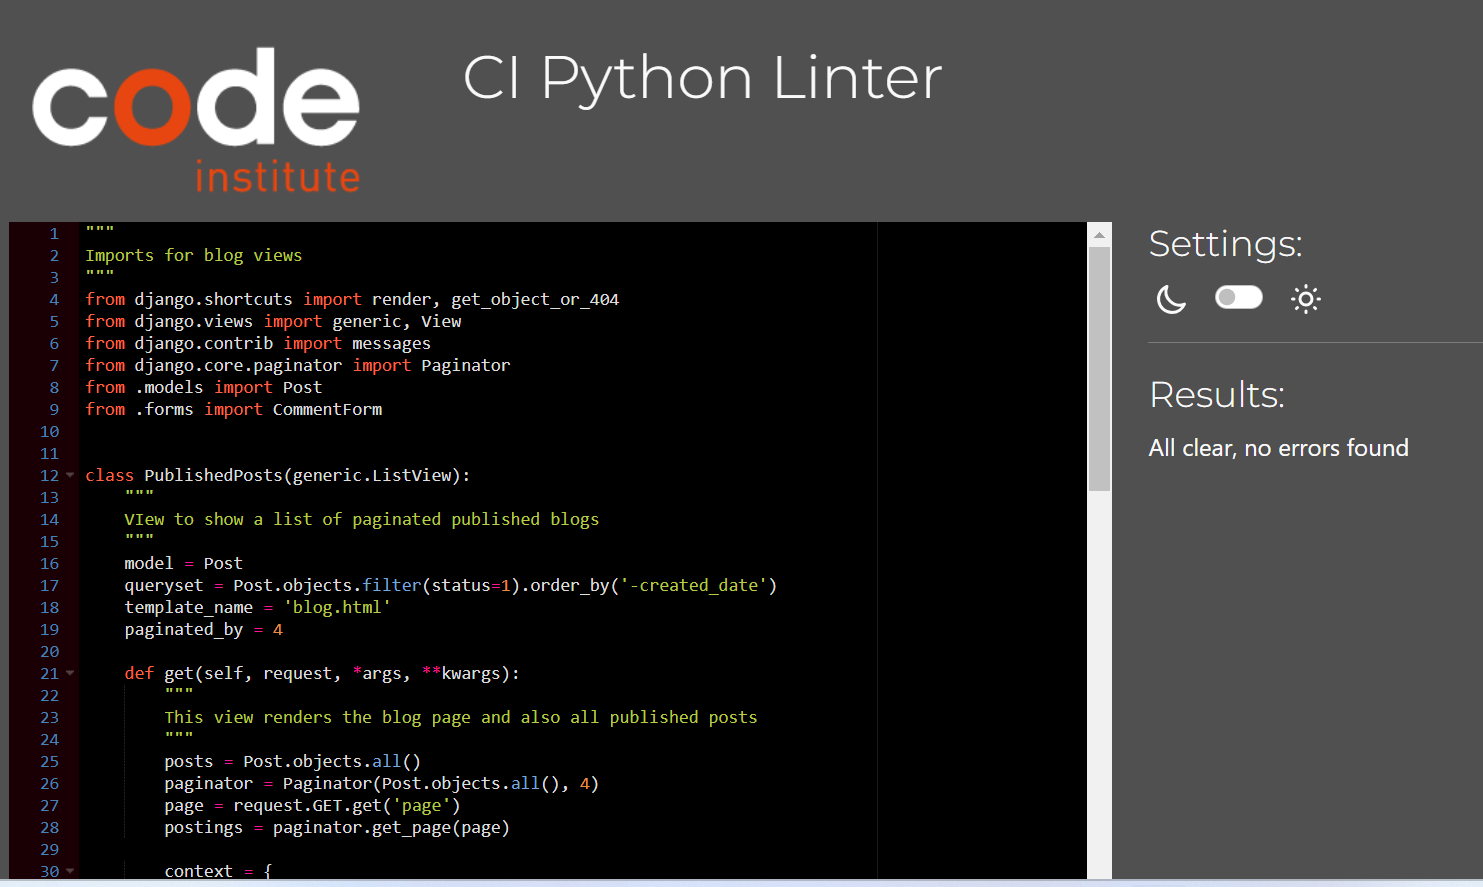 code
institute
CI Python Linter
1 """
2 Imports for blog views
3 """
4 from django.shortcuts import render, get_object_or_404
5 from django.views import generic, View
6 from django.contrib import messages
7 from django.core.paginator import Paginator
8 from .models import Post
9 from .forms import CommentForm
10
11
12 class PublishedPosts(generic.ListView):
13     """
14     VIew to show a list of paginated published blogs
15     """
16     model = Post
17     queryset = Post.objects.filter(status=1).order_by('-created_date')
18     template_name = 'blog.html'
19     paginated_by = 4
20
21     def get(self, request, *args, **kwargs):
22         """
23         This view renders the blog page and also all published posts
24         """
25         posts = Post.objects.all()
26         paginator = Paginator(Post.objects.all(), 4)
27         page = request.GET.get('page')
28         postings = paginator.get_page(page)
29
30         context = {
Settings:
Results:
All clear, no errors found